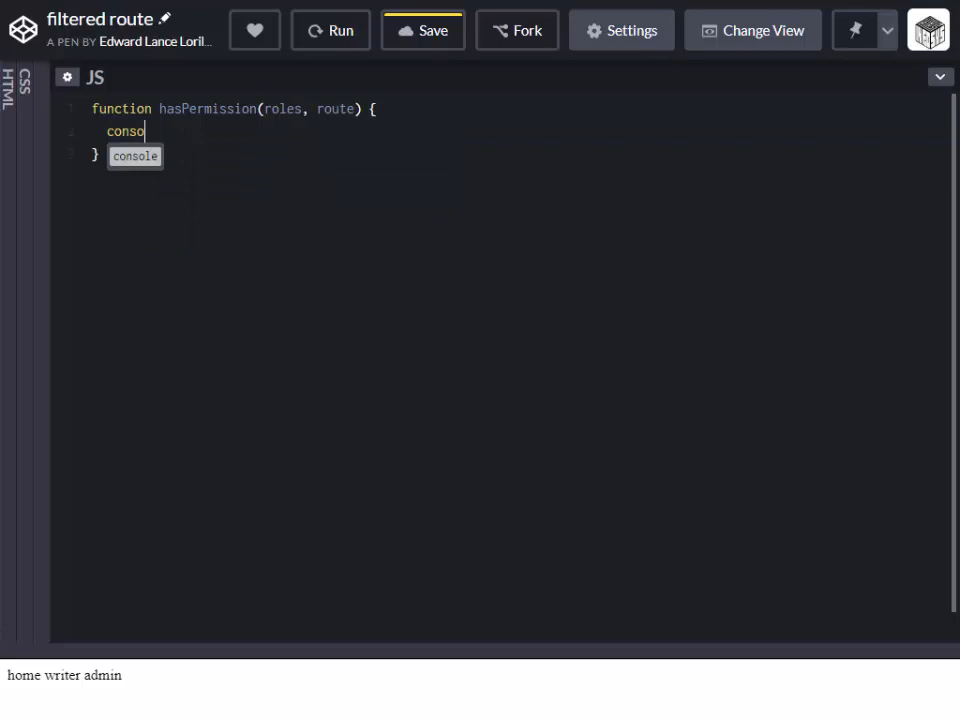 filtered route
A PEN BY Edward Lance Loril...
Run
Save
Fork
Settings
Change View
HTML
CSS
JS
1 function hasPermission(roles, route) {
2 conso
3 }
console
home writer admin